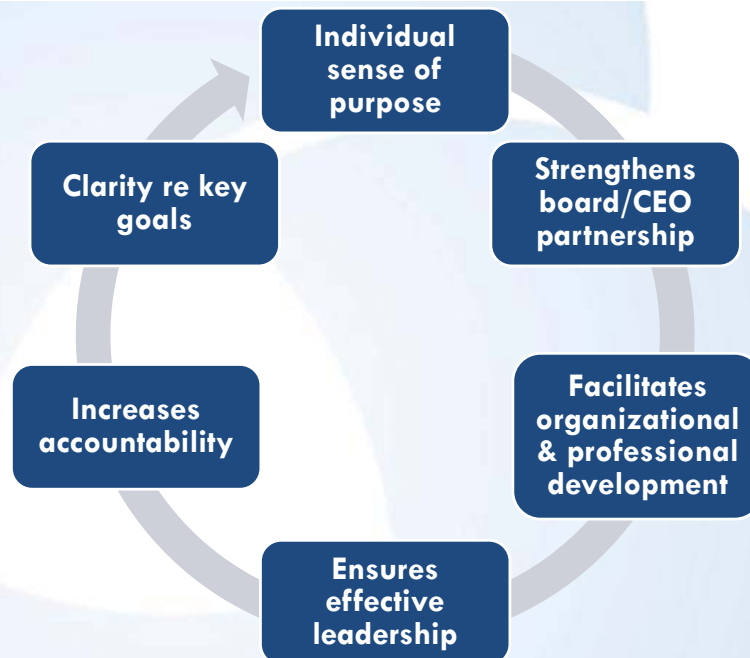 Individual
sense of
purpose
Strengthens
board/CEO
partnership
Facilitates
organizational
& professional
development
Ensures
effective
leadership
Increases
accountability
Clarity re key
goals